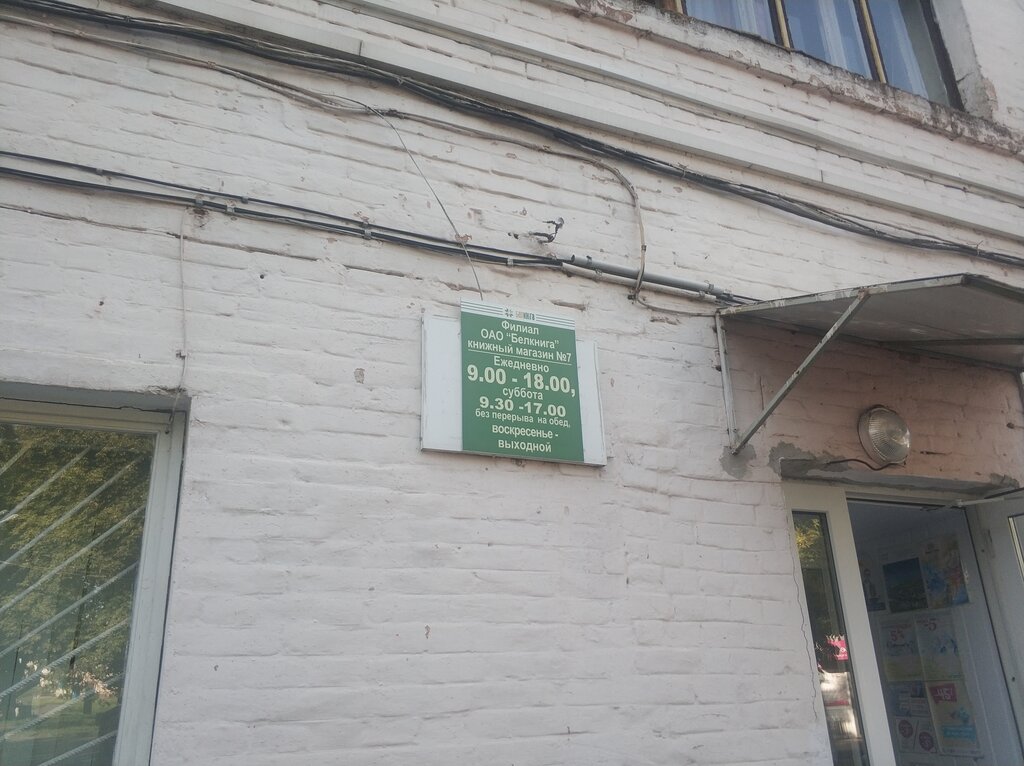 белкнига
Филиал
ОАО "Белкнига"
книжный магазин №7
Ежедневно
9.00 - 18.00,
суббота
9.30 -17.00
без перерыва на обед,
воскресенье -
выходной